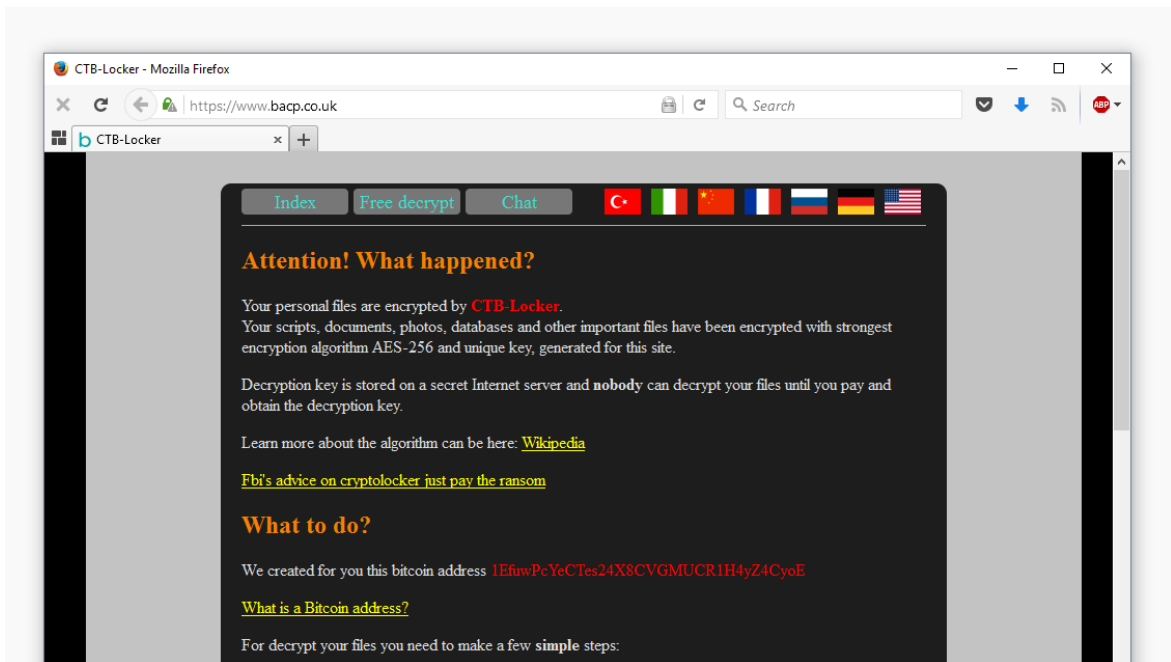 CTB-Locker - Mozilla Firefox
https://www.bacp.co.uk
Search
ABP
b CTB-Locker
Index Free decrypt Chat
Attention! What happened?
Your personal files are encrypted by CTB-Locker.
Your scripts, documents, photos, databases and other important files have been encrypted with strongest
encryption algorithm AES-256 and unique key, generated for this site.
Decryption key is stored on a secret Internet server and nobody can decrypt your files until you pay and
obtain the decryption key.
Learn more about the algorithm can be here: Wikipedia
Fbi's advice on cryptolocker just pay the ransom
What to do?
We created for you this bitcoin address 1EfuwPcYeCTes24X8CVGMUCR1H4yZ4CyoE
What is a Bitcoin address?
For decrypt your files you need to make a few simple steps: